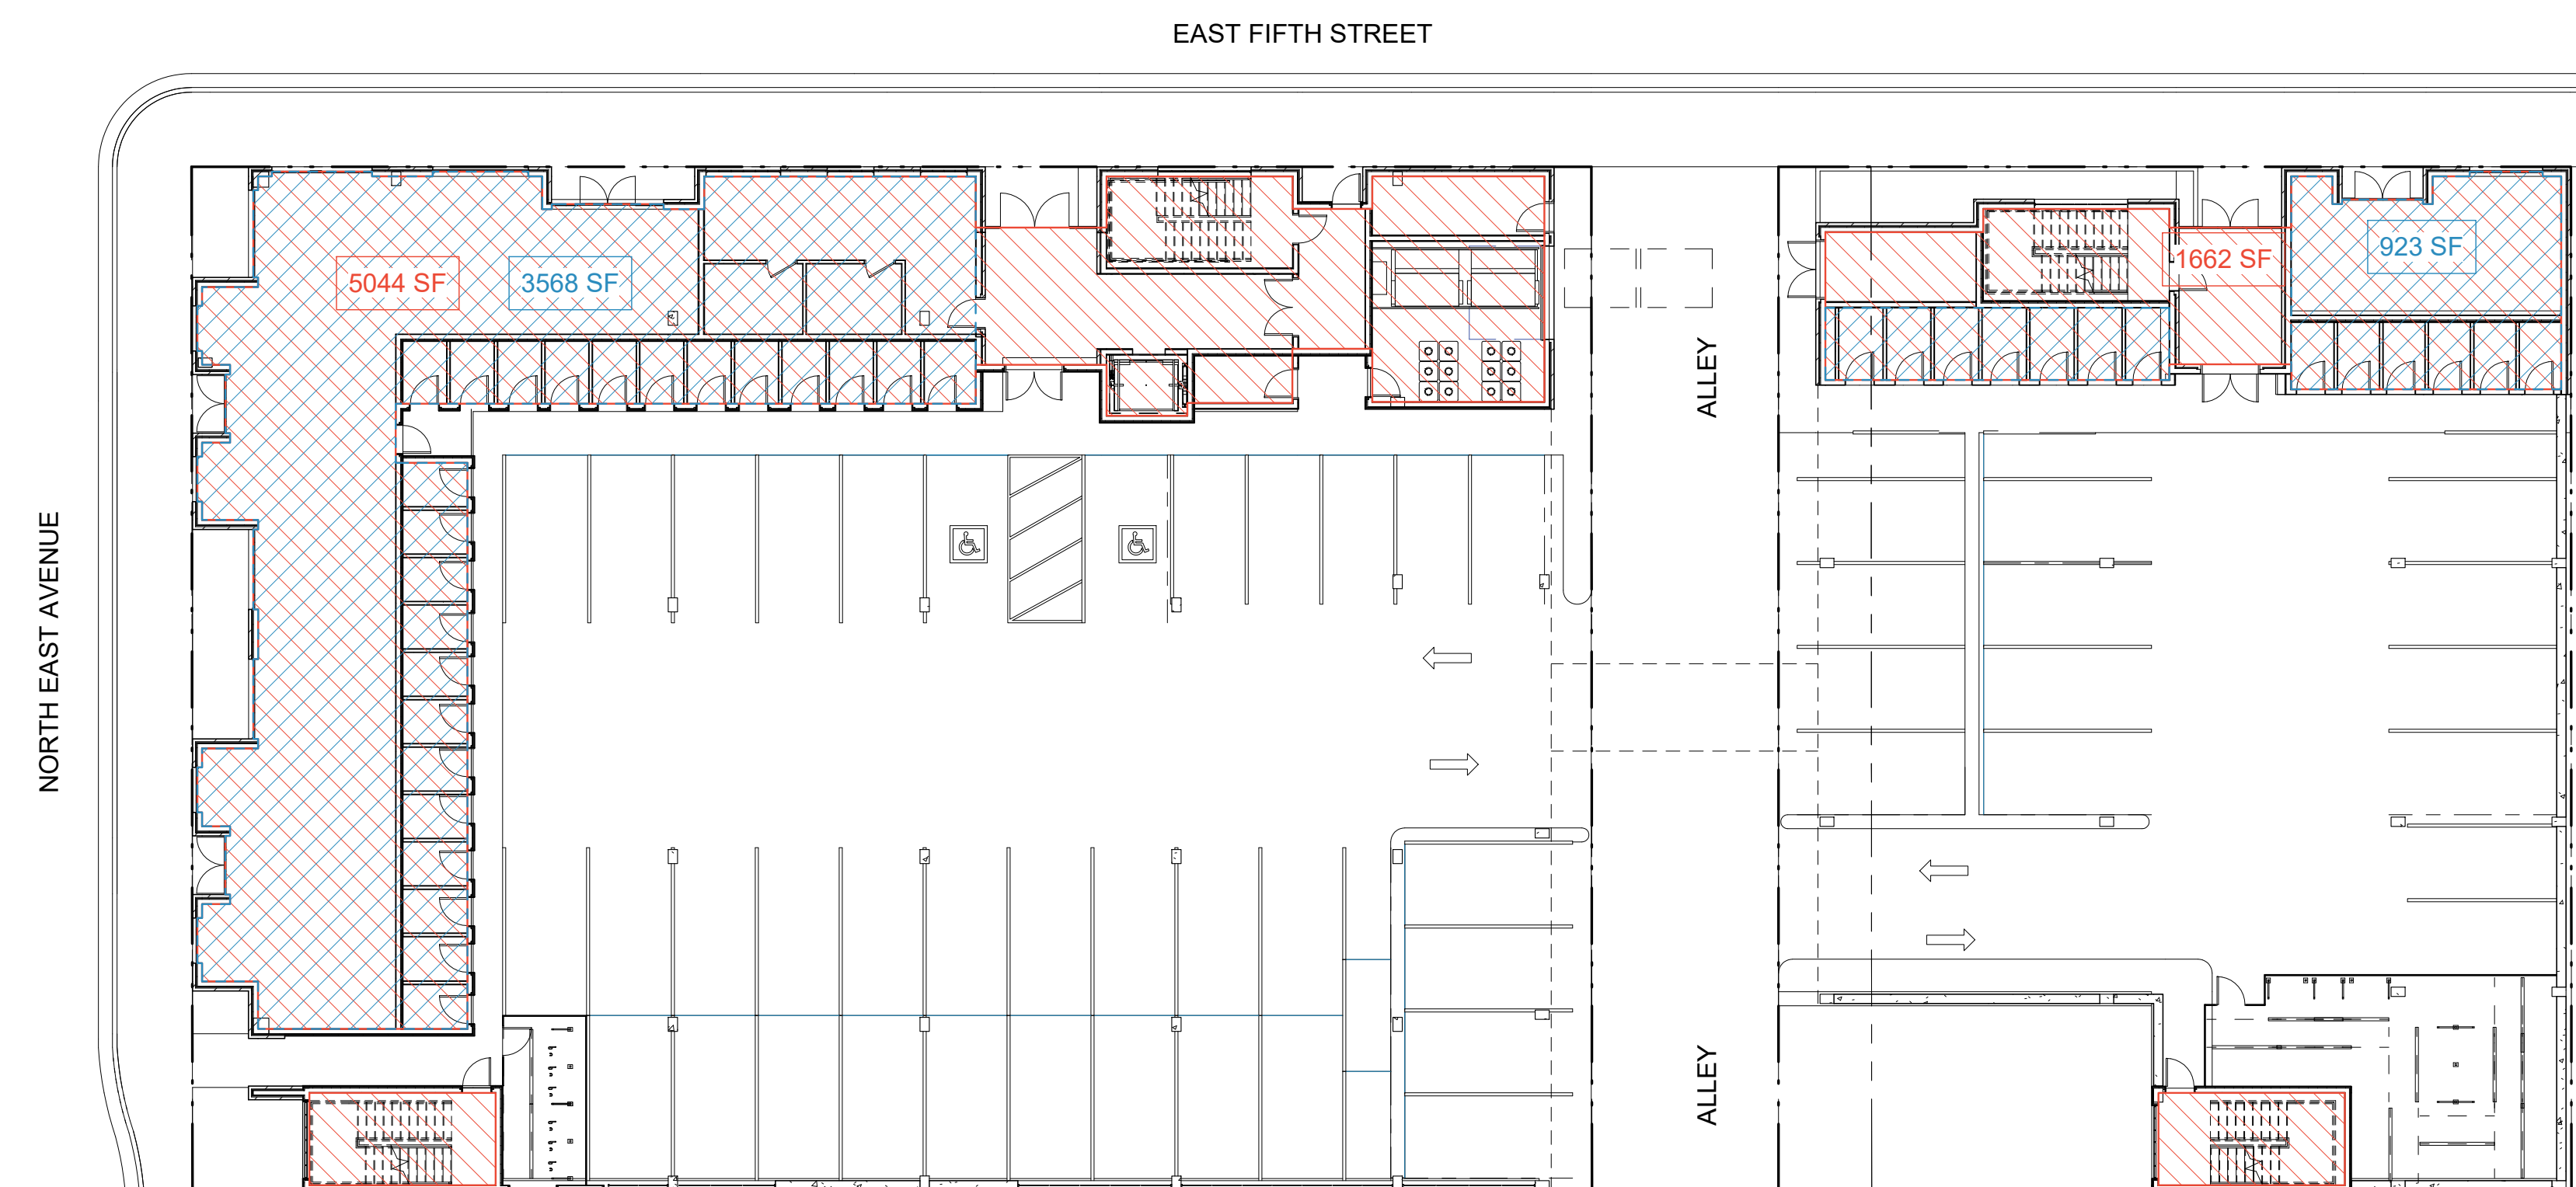 EAST FIFTH STREET
5044 SF
3568 SF
1662 SF
923 SF
ALLEY
NORTH EAST AVENUE
ALLEY